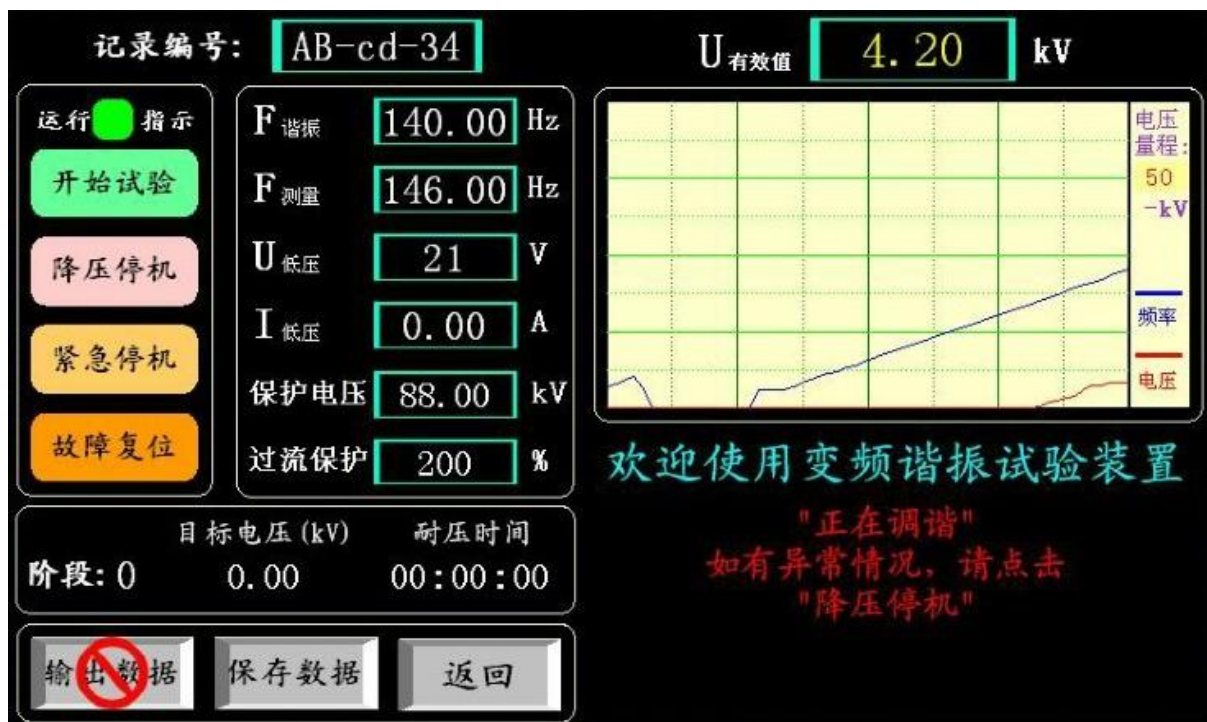 记录编号: AB-cd-34
U有效值 4.20 kV
运行 指示
开始试验
降压停机
紧急停机
故障复位
F谐振 140.00 Hz
F测量 146.00 Hz
U低压 21 V
I低压 0.00 A
保护电压 88.00 kV
过流保护 200 %
电压
量程:
50
-kV
频率
电压
目标电压(kV) 耐压时间
阶段: 0 0.00 00:00:00
输出数据 保存数据 返回
欢迎使用变频谐振试验装置
"正在调谐"
如有异常情况, 请点击
"降压停机"